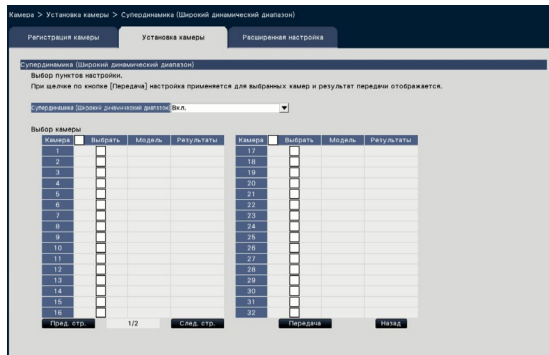 Камера > Установка камеры > Супердинамика (Широкий динамический диапазон)
Регистрация камеры Установка камеры Расширенная настройка
Супердинамика (Широкий динамический диапазон)
Выбор пунктов настройки.
При щелчке по кнопке [Передача] настройка применяется для выбранных камер и результат передачи отображается.
Супердинамика (Широкий динамический диапазон) Вкл.
Выбор камеры
Камера Выбрать Модель Результаты Камера Выбрать Модель Результаты
1 17
2 18
3 19
4 20
5 21
6 22
7 23
8 24
9 25
10 26
11 27
12 28
13 29
14 30
15 31
16 32
Пред. стр. 1/2 След. стр. Передача Назад